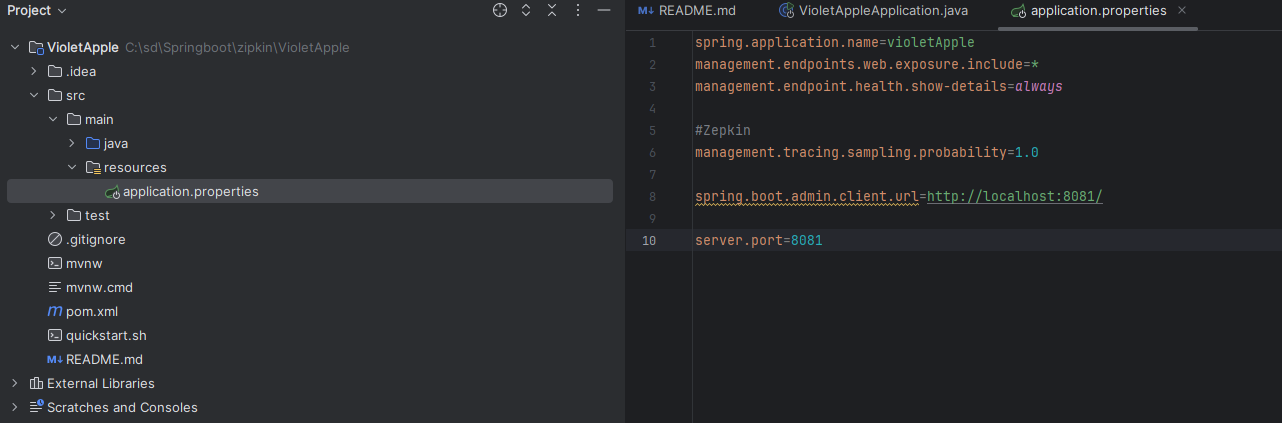 Project
VioletApple C:\sd\Springboot\zipkin\VioletApple
.idea
src
main
java
resources
application.properties
test
.gitignore
mvnw
mvnw.cmd
pom.xml
quickstart.sh
README.md
External Libraries
Scratches and Consoles
README.md
VioletAppleApplication.java
application.properties
1 spring.application.name=violetApple
2 management.endpoints.web.exposure.include=*
3 management.endpoint.health.show-details=always
4
5 #Zepkin
6 management.tracing.sampling.probability=1.0
7
8 spring.boot.admin.client.url=http://localhost:8081/
9
10 server.port=8081